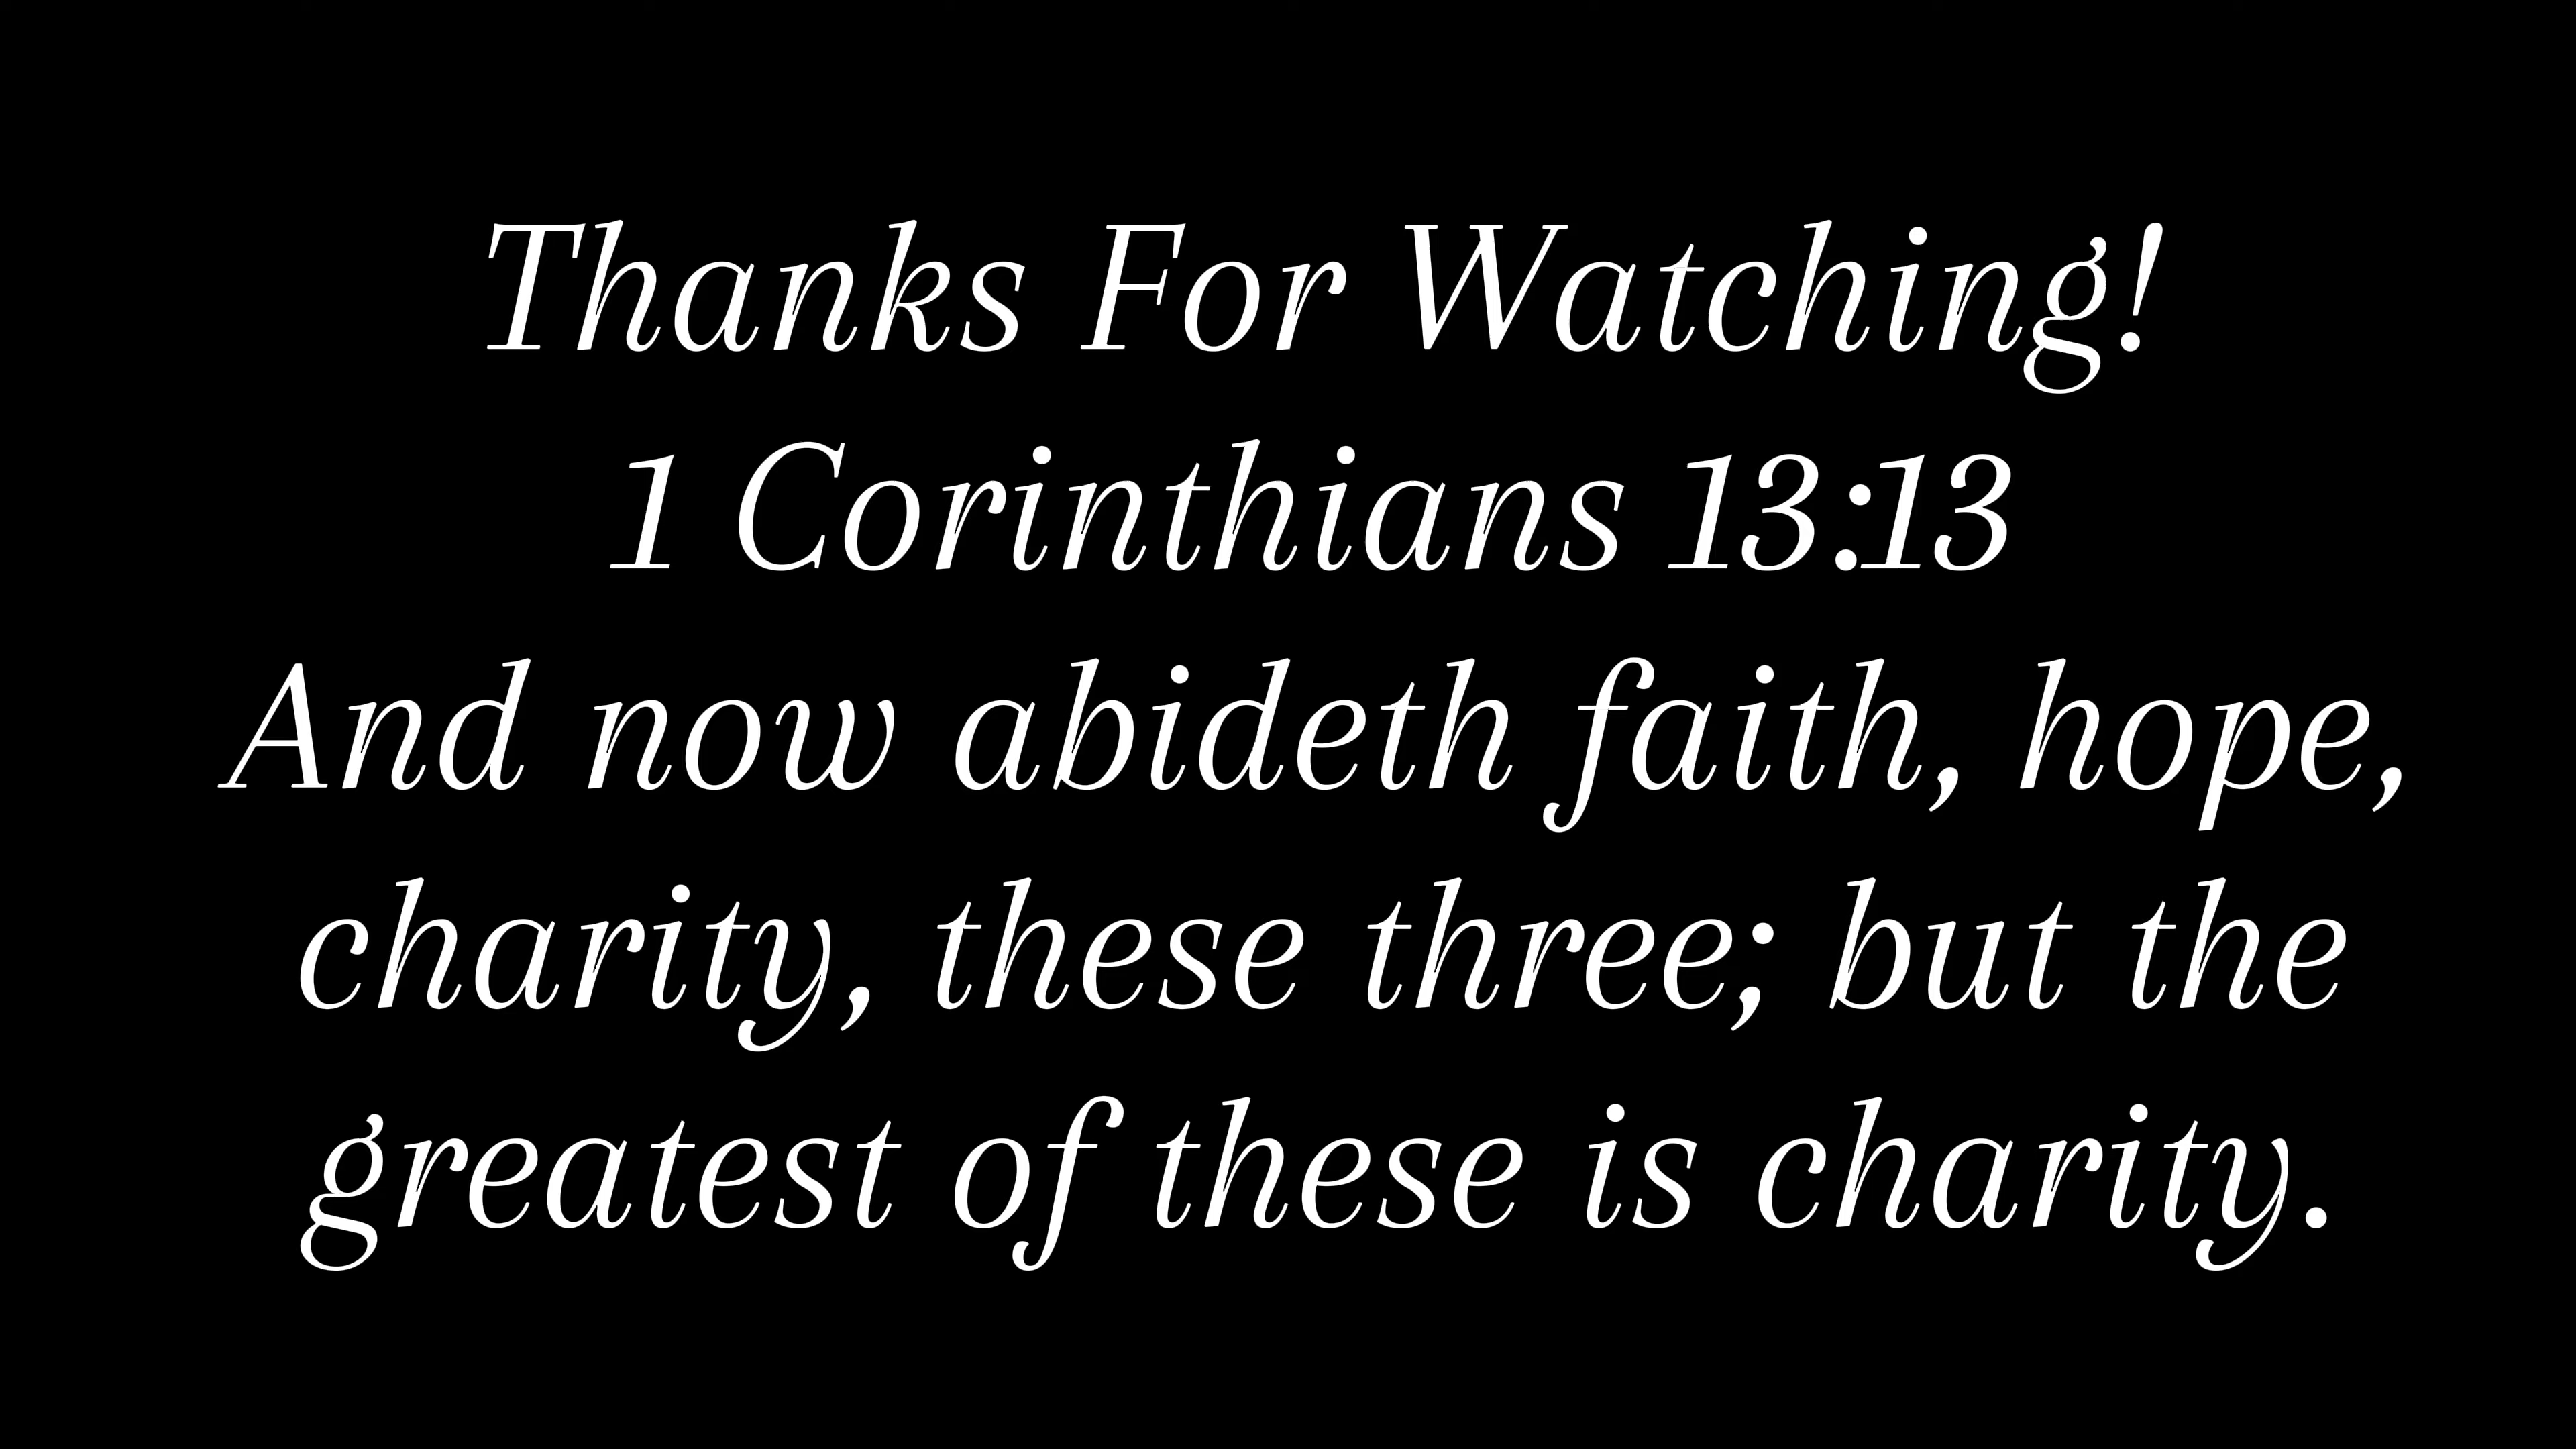 Thanks For Watching!
1 Corinthians 13:13
And now abideth faith, hope,
charity, these three; but the
greatest of these is charity.